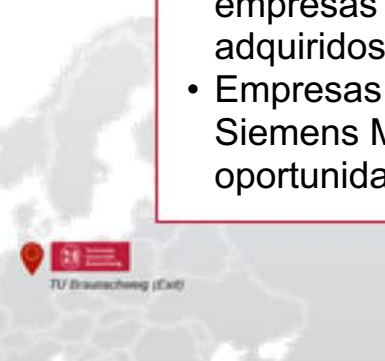 empresas
adquiridos
• Empresas
Siemens M
oportunida
TU Braunschweig (Exit)